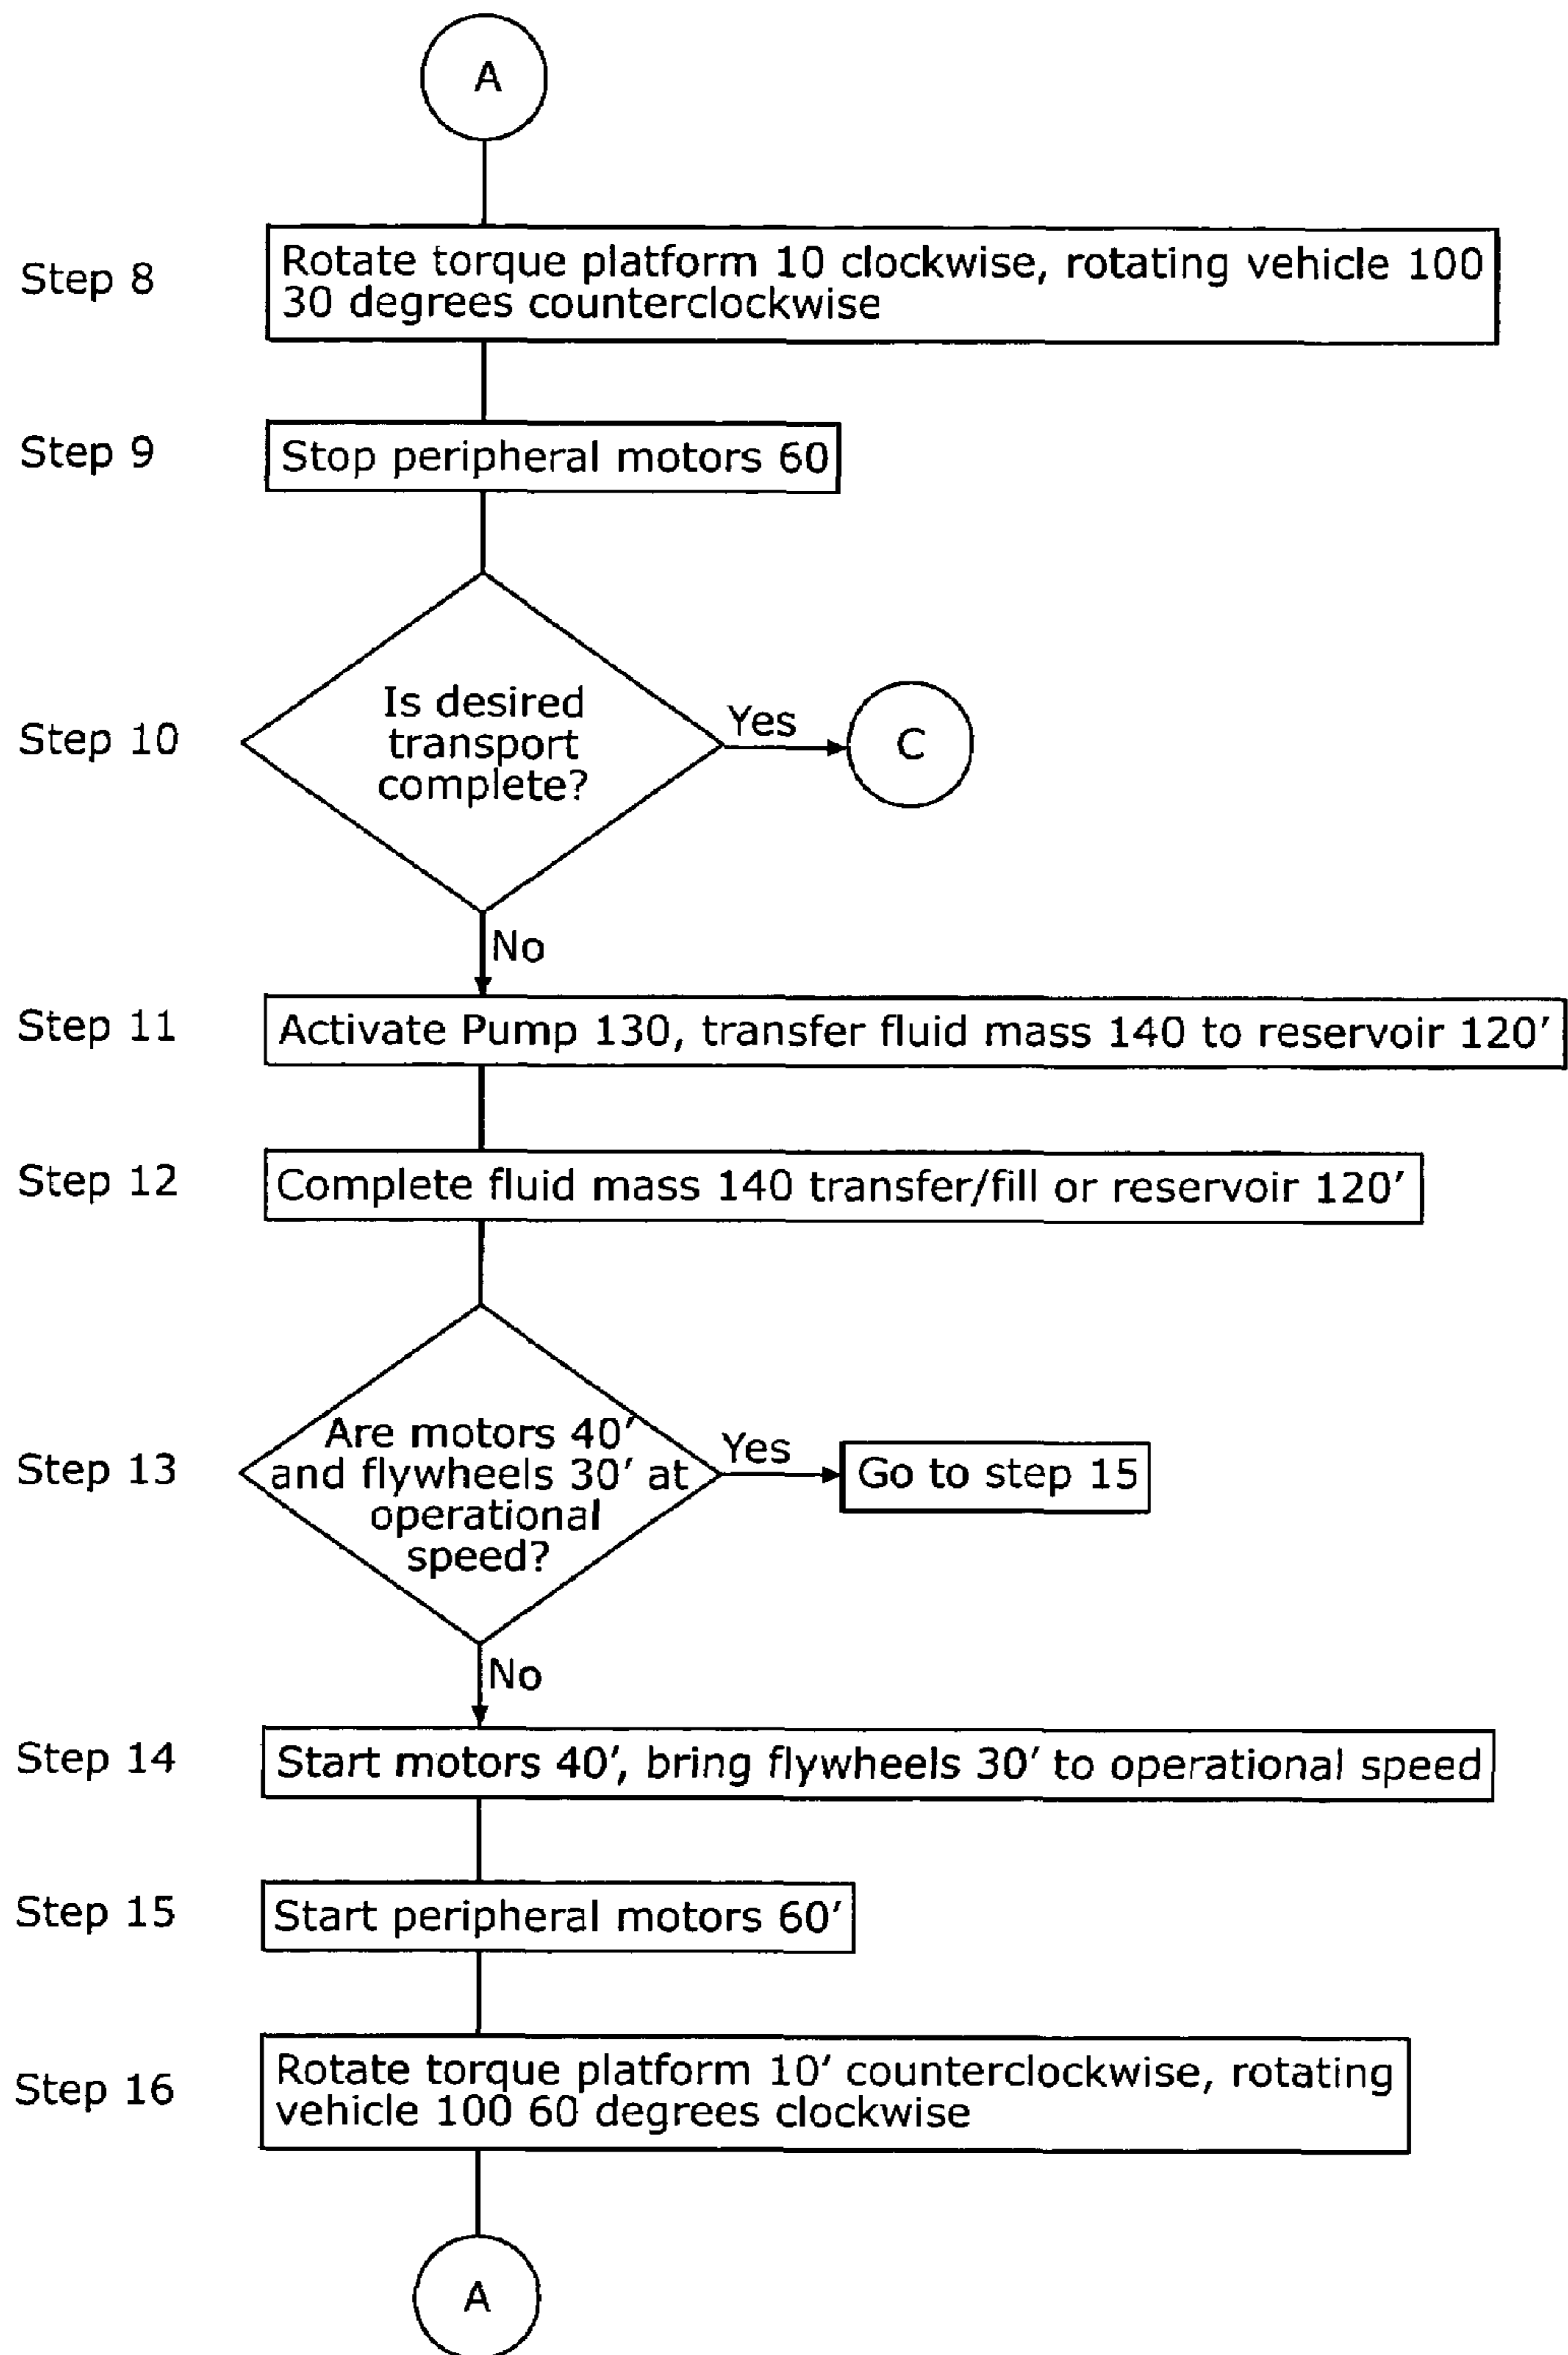 A
Step 8
Rotate torque platform 10 clockwise, rotating vehicle 100
30 degrees counterclockwise
Step 9
Stop peripheral motors 60
Step 10
Is desired
transport
complete?
Yes
C
No
Step 11
Activate Pump 130, transfer fluid mass 140 to reservoir 120′
Step 12
Complete fluid mass 140 transfer/fill or reservoir 120′
Step 13
Are motors 40′
and flywheels 30′ at
operational
speed?
Yes
Go to step 15
No
Step 14
Start motors 40′, bring flywheels 30′ to operational speed
Step 15
Start peripheral motors 60′
Step 16
Rotate torque platform 10′ counterclockwise, rotating
vehicle 100 60 degrees clockwise
A